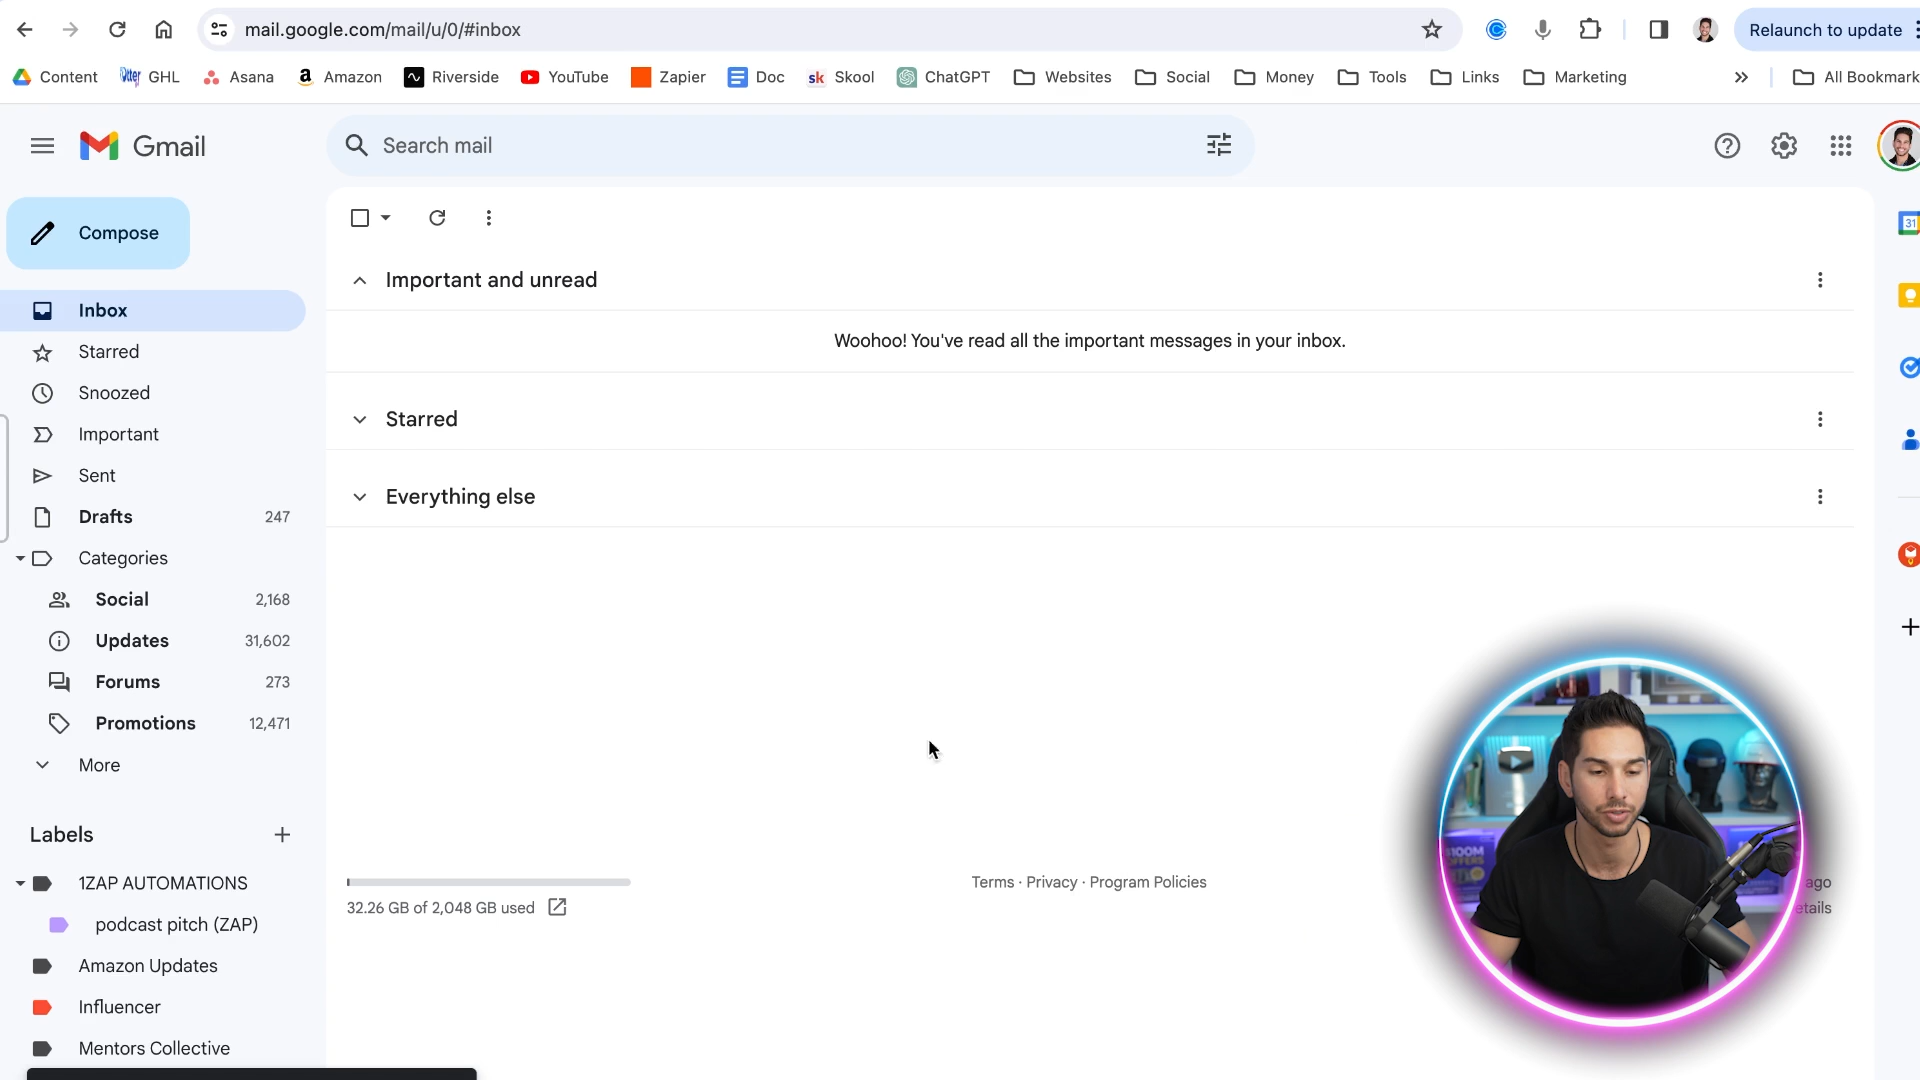 mail.google.com/mail/u/0/#inbox
Relaunch to update
Content
GHL
Asana
Amazon
Riverside
YouTube
Zapier
Doc
sk Skool
ChatGPT
Websites
Social
Money
Tools
Links
Marketing
All Bookmark
Gmail
Search mail
Compose
31
Important and unread
Inbox
Woohoo! You've read all the important messages in your inbox.
Starred
Snoozed
Starred
Important
Sent
Everything else
Drafts 247
Categories
Social 2,168
Updates 31,602
Forums 273
Promotions 12,471
More
Labels
1ZAP AUTOMATIONS
podcast pitch (ZAP)
Amazon Updates
Influencer
Mentors Collective
32.26 GB of 2,048 GB used
Terms · Privacy · Program Policies
ago
etails
$100M
OFFERS